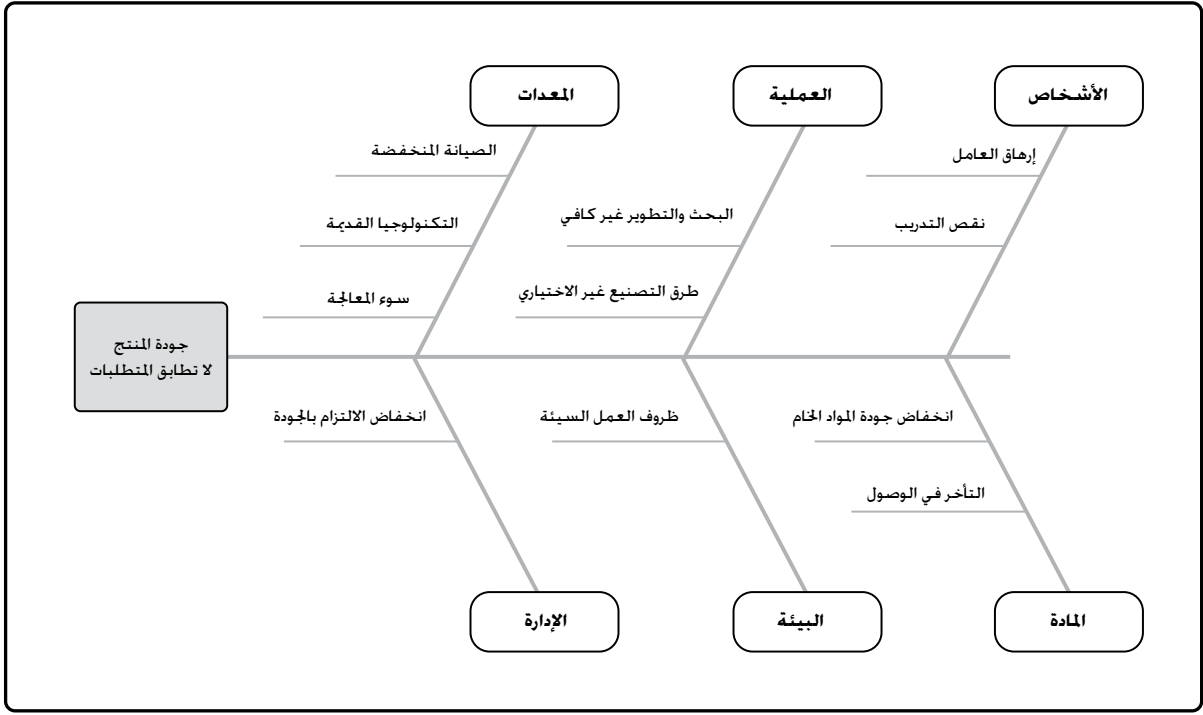 الأشخاص
العملية
المعدات
إرهاق العامل
نقص التدريب
البحث والتطوير غير كافي
طرق التصنيع غير الاختياري
الصيانة المنخفضة
التكنولوجيا القديمة
سوء المعالجة
جودة المنتج
لا تطابق المتطلبات
انخفاض جودة المواد الخام
التأخر في الوصول
ظروف العمل السيئة
انخفاض الالتزام بالجودة
المادة
البيئة
الإدارة